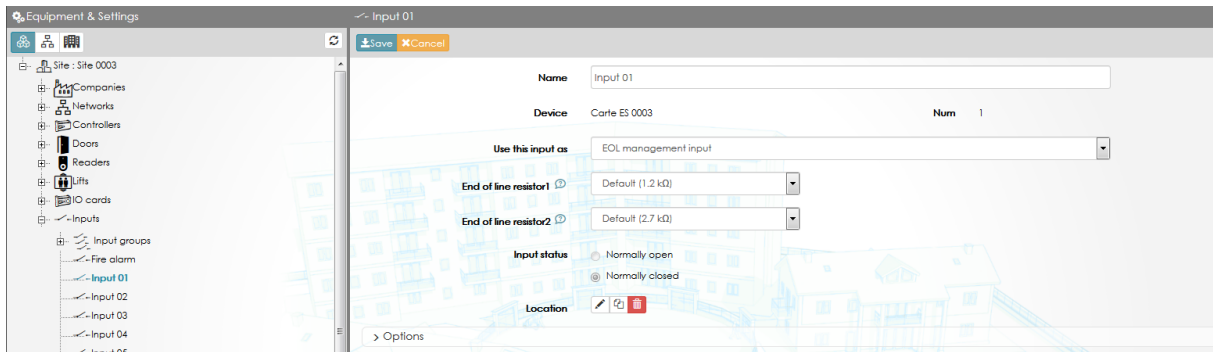 Equipment & Settings
Input 01
Save Cancel
Site : Site 0003
Companies
Networks
Controllers
Doors
Readers
Lifts
IO cards
Inputs
Input groups
Fire alarm
Input 01
Input 02
Input 03
Input 04
Input 05
Name Input 01
Device Carte ES 0003 Num 1
Use this input as EOL management input
End of line resistor1 Default (1.2 kΩ)
End of line resistor2 Default (2.7 kΩ)
Input status Normally open
Normally closed
Location
Options